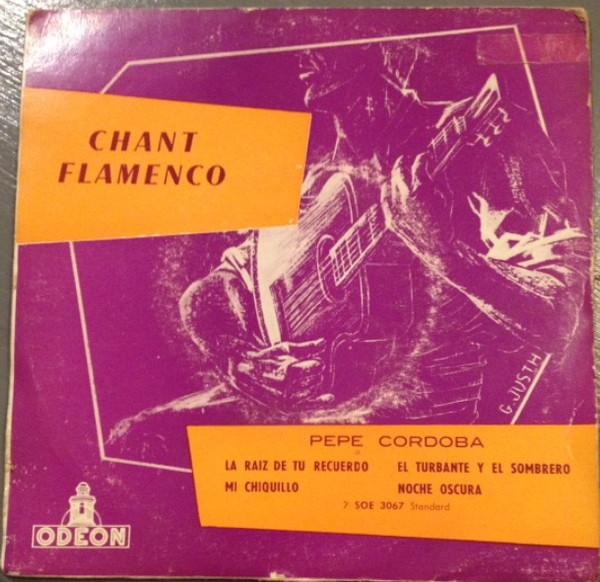 CHANT
FLAMENCO
G. JUSTH
PEPE CORDOBA
LA RAIZ DE TU RECUERDO
EL TURBANTE Y EL SOMBRERO
MI CHIQUILLO
NOCHE OSCURA
7 SOE 3067 Standard
ODEON